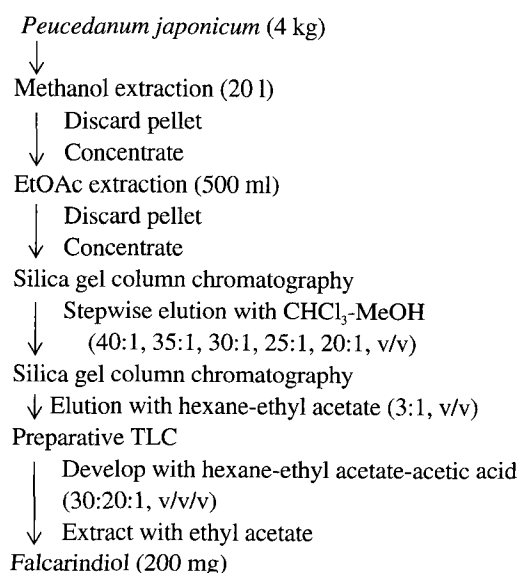 Peucedanum japonicum (4 kg)
Methanol extraction (20 l)
Discard pellet
Concentrate
EtOAc extraction (500 ml)
Discard pellet
Concentrate
Silica gel column chromatography
Stepwise elution with CHCl₃-MeOH
(40:1, 35:1, 30:1, 25:1, 20:1, v/v)
Silica gel column chromatography
Elution with hexane-ethyl acetate (3:1, v/v)
Preparative TLC
Develop with hexane-ethyl acetate-acetic acid
(30:20:1, v/v/v)
Extract with ethyl acetate
Falcarindiol (200 mg)